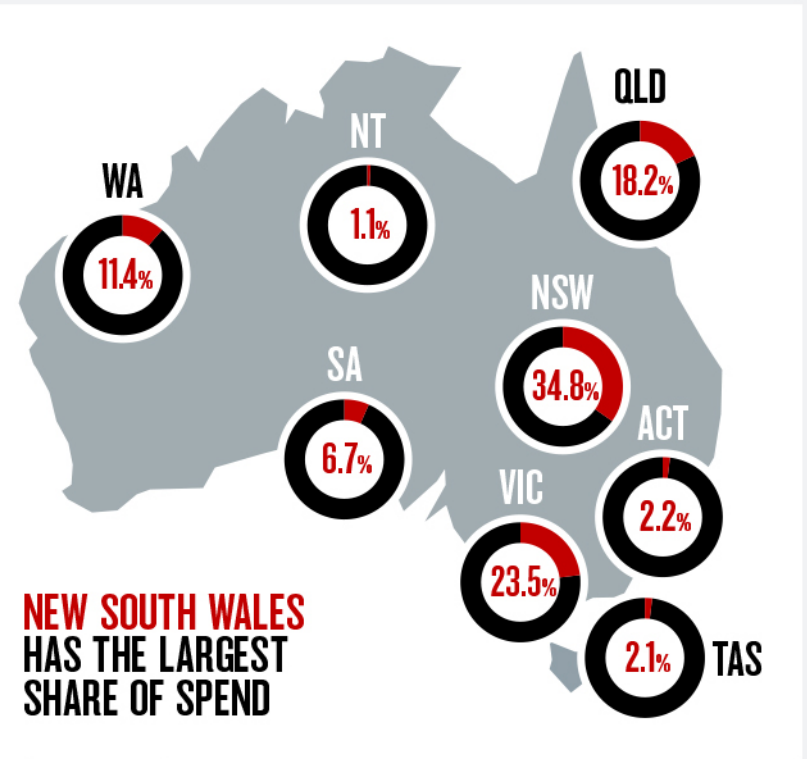 QLD
18.2%
NT
1.1%
WA
11.4%
NSW
34.8%
SA
6.7%
ACT
2.2%
VIC
23.5%
TAS
2.1%
NEW SOUTH WALES
HAS THE LARGEST
SHARE OF SPEND